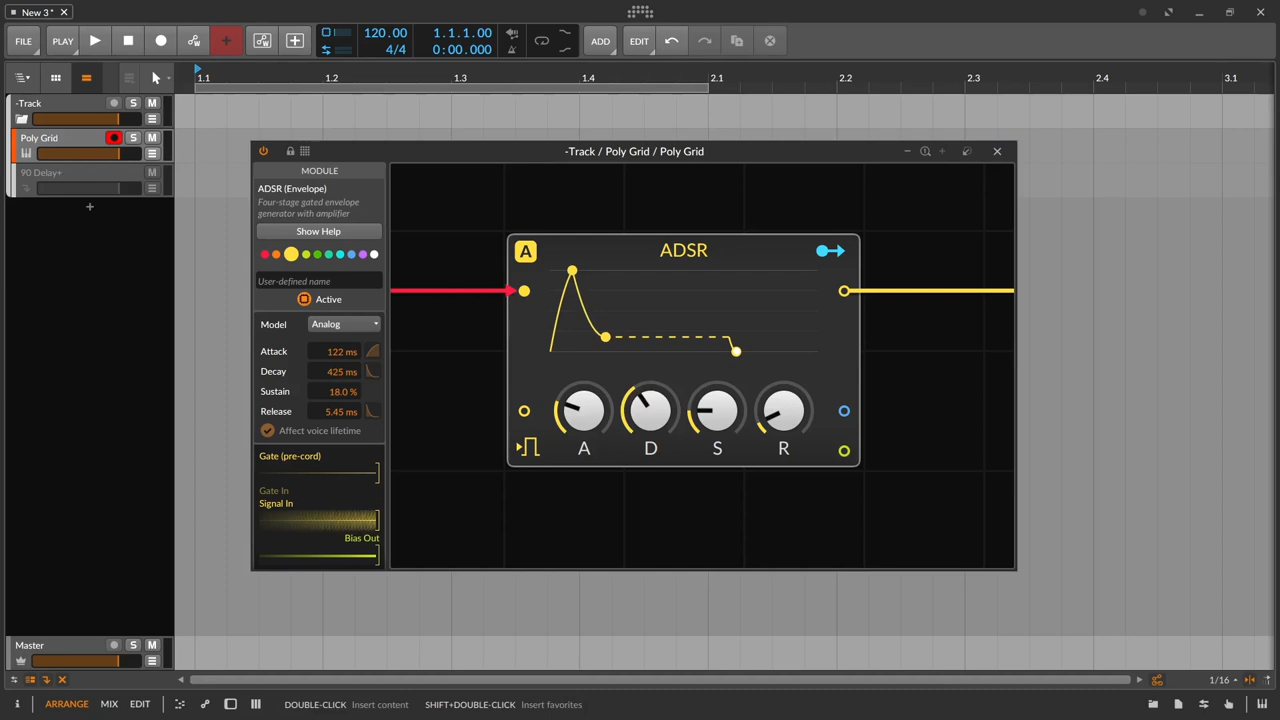 New 3 *
FILE
PLAY
120.00
4/4
1.1.1.00
0:00.000
ADD
EDIT
1.1
1.2
1.3
1.4
2.1
2.2
2.3
2.4
3.1
-Track
S
M
Poly Grid
S
M
90 Delay+
M
+
-Track / Poly Grid / Poly Grid
MODULE
ADSR (Envelope)
Four-stage gated envelope
generator with amplifier
Show Help
User-defined name
Active
Model
Analog
Attack
122 ms
Decay
425 ms
Sustain
18.0 %
Release
5.45 ms
Affect voice lifetime
Gate (pre-cord)
Gate In
Signal In
Bias Out
A
ADSR
A
D
S
R
Master
S
M
1/16
i
ARRANGE
MIX
EDIT
DOUBLE-CLICK Insert content
SHIFT+DOUBLE-CLICK Insert favorites